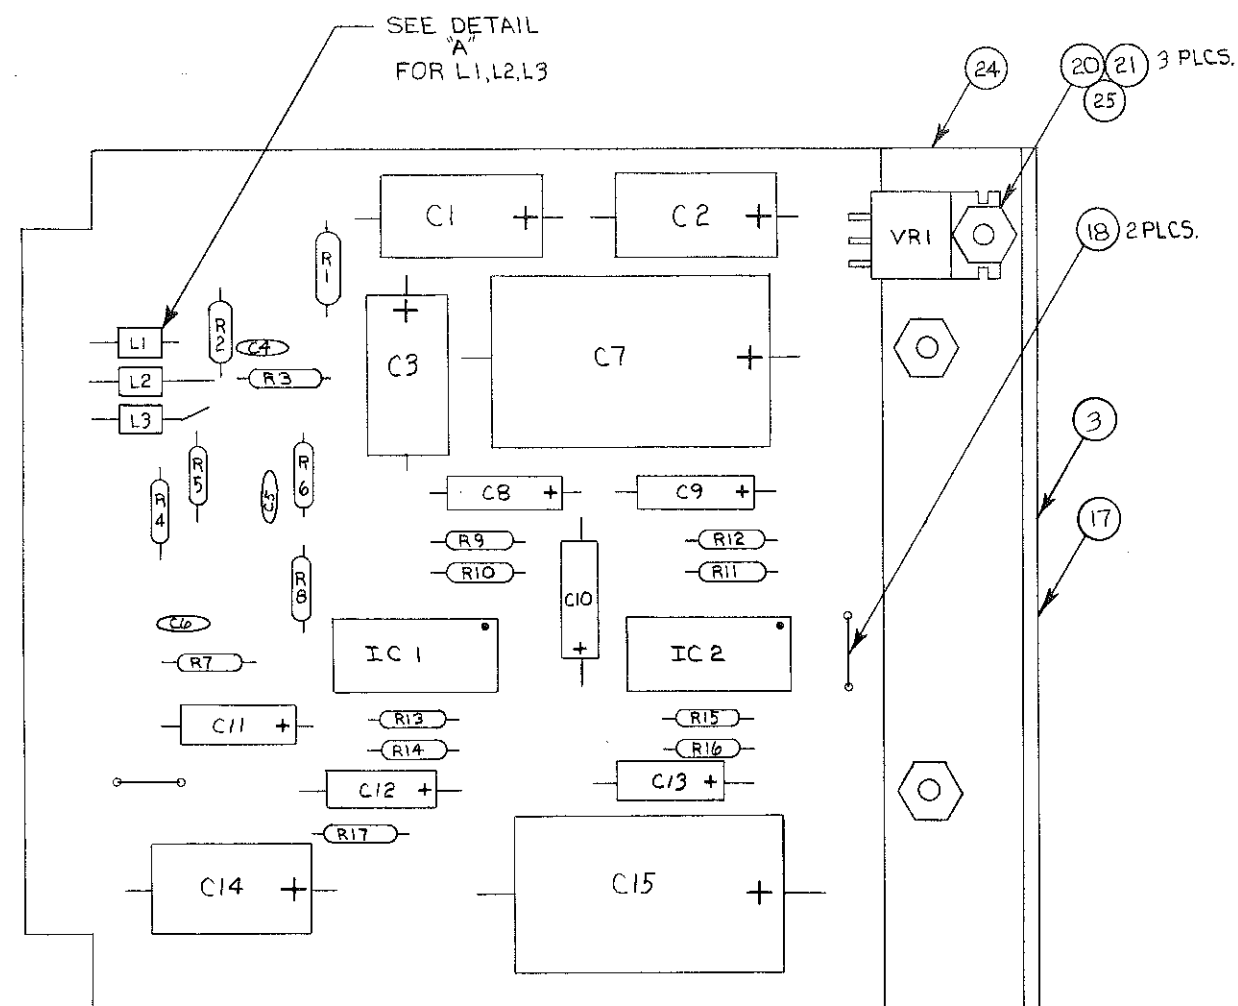 SEE DETAIL
"A"
FOR L1, L2, L3
24
20 21 3 PLCS.
25
C1 +
C2 +
VR1
18 2 PLCS.
R1
R2
L1
C4
+
C3
C7 +
L2
R3
L3
3
R5
R6
R4
C5
C8 +
C9 +
17
R9
R12
R10
R11
R8
C10
+
C6
IC 1
IC 2
R7
C11 +
R13
R15
R14
R16
C12 +
C13 +
R17
C14 +
C15 +